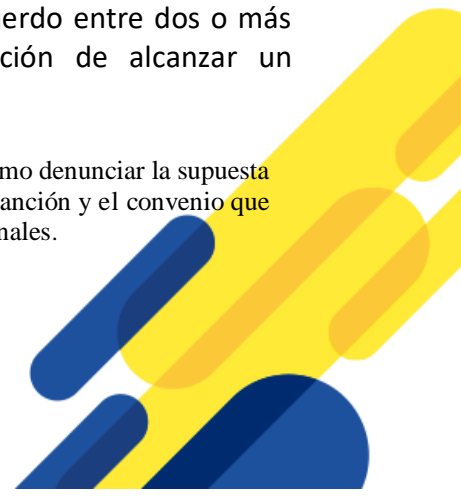 erdo entre dos o más
ción de alcanzar un
mo denunciar la supuesta
anción y el convenio que
nales.